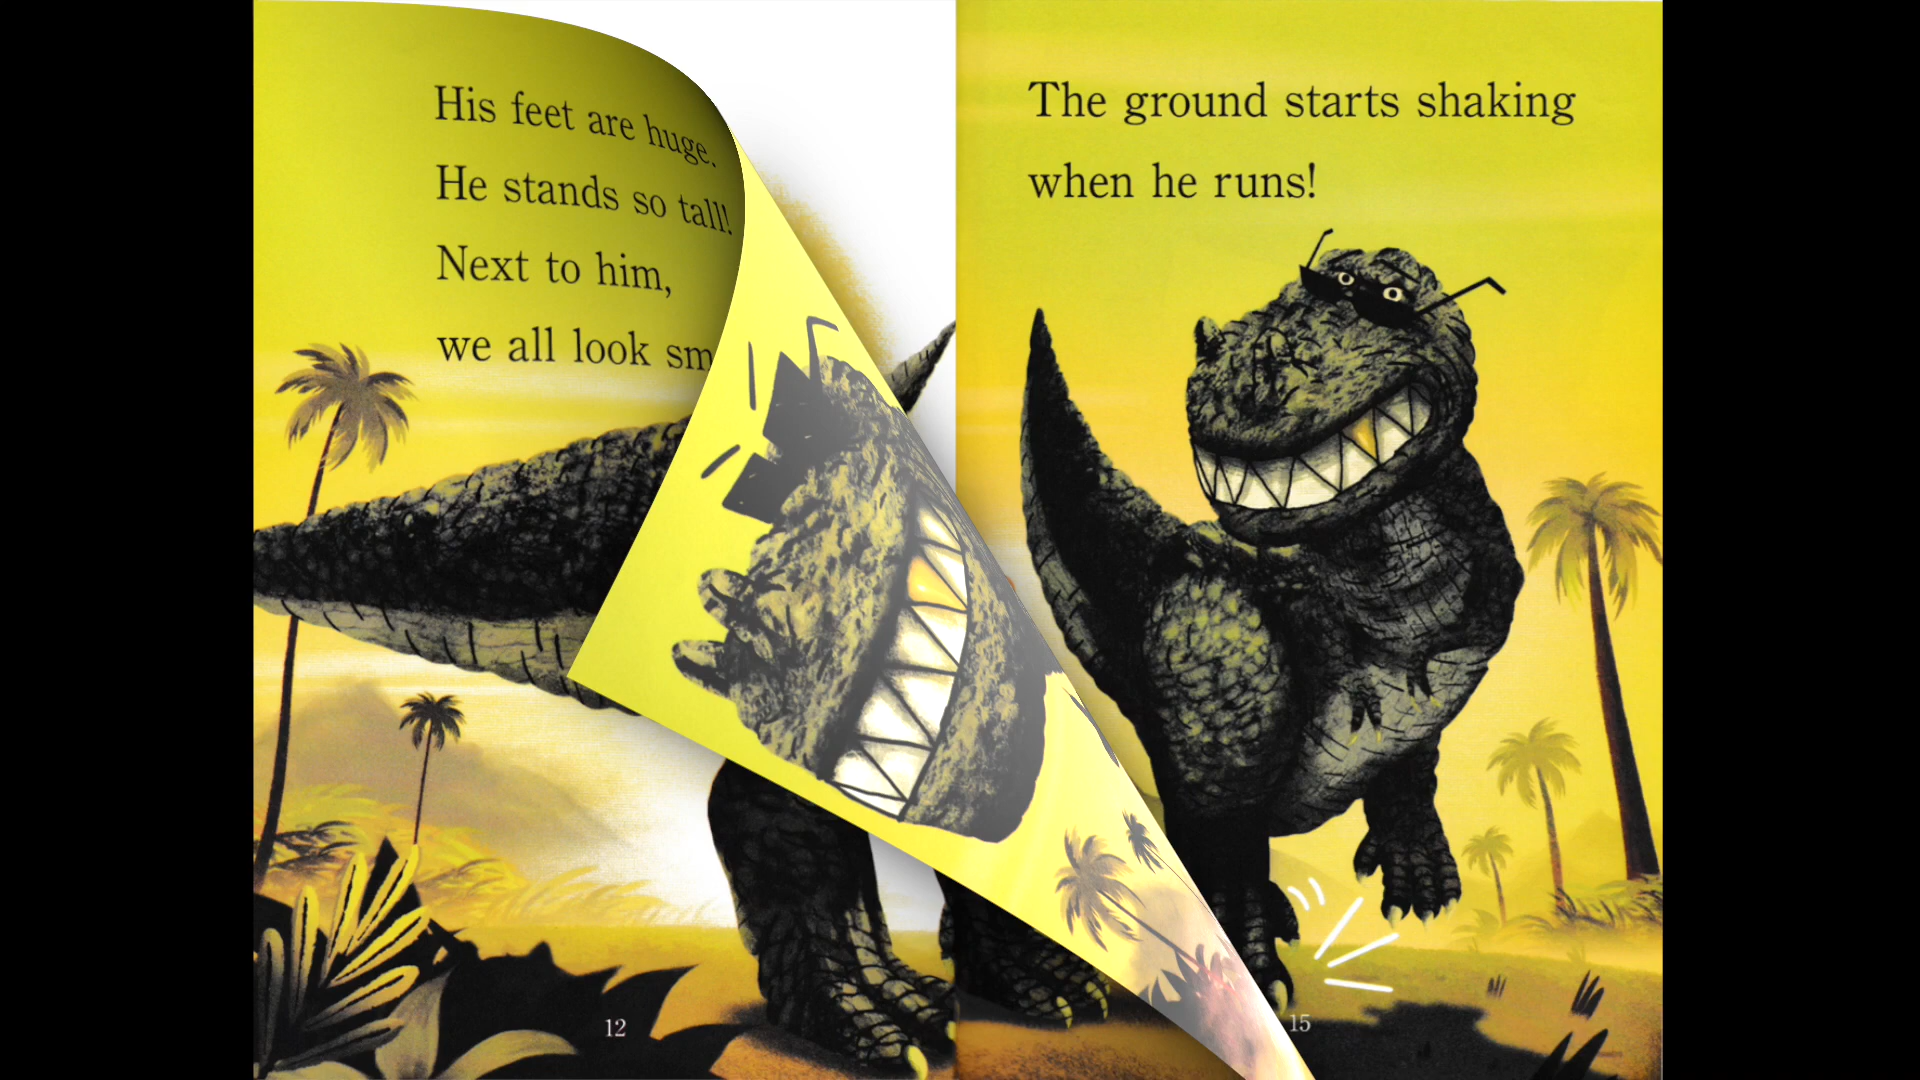 His feet are huge.
He stands so tall!
Next to him,
we all look
12
The ground starts shaking
when he runs!
15